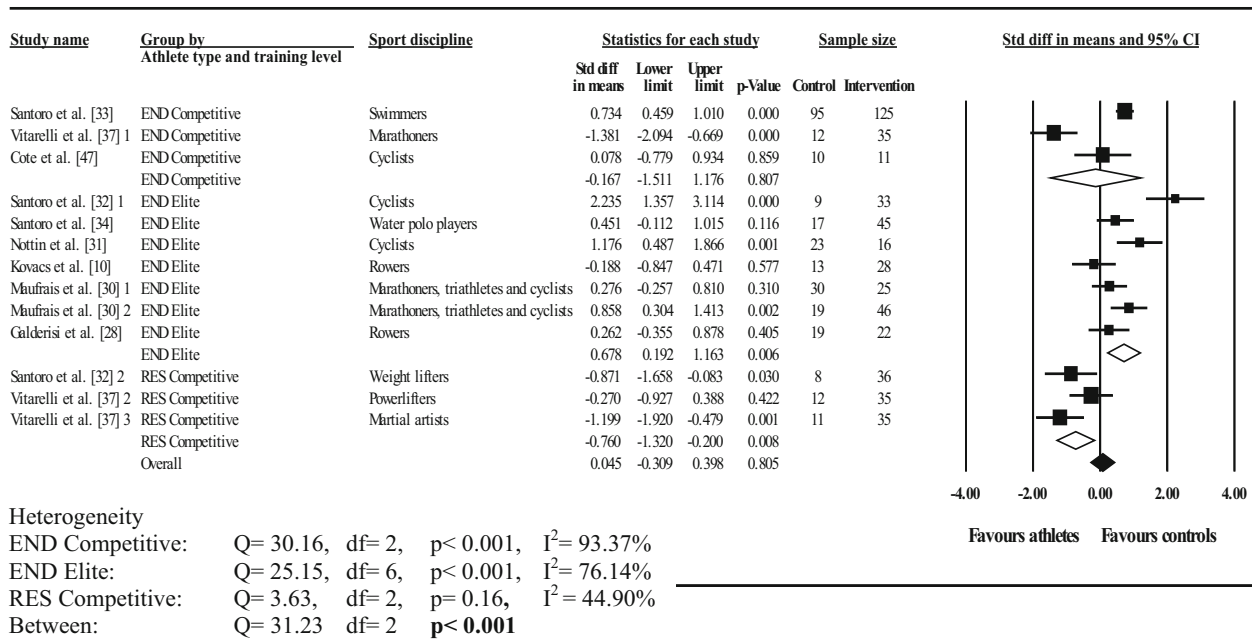 Study name Group by Sport discipline Statistics for each study Sample size Std diff in means and 95% CI
Athlete type and training level
Std diff Lower Upper
in means limit limit p-Value Control Intervention
Santoro et al. [33] END Competitive Swimmers 0.734 0.459 1.010 0.000 95 125
Vitarelli et al. [37] 1 END Competitive Marathoners -1.381 -2.094 -0.669 0.000 12 35
Cote et al. [47] END Competitive Cyclists 0.078 -0.779 0.934 0.859 10 11
END Competitive -0.167 -1.511 1.176 0.807
Santoro et al. [32] 1 END Elite Cyclists 2.235 1.357 3.114 0.000 9 33
Santoro et al. [34] END Elite Water polo players 0.451 -0.112 1.015 0.116 17 45
Nottin et al. [31] END Elite Cyclists 1.176 0.487 1.866 0.001 23 16
Kovacs et al. [10] END Elite Rowers -0.188 -0.847 0.471 0.577 13 28
Maufrais et al. [30] 1 END Elite Marathoners, triathletes and cyclists 0.276 -0.257 0.810 0.310 30 25
Maufrais et al. [30] 2 END Elite Marathoners, triathletes and cyclists 0.858 0.304 1.413 0.002 19 46
Galderisi et al. [28] END Elite Rowers 0.262 -0.355 0.878 0.405 19 22
END Elite 0.678 0.192 1.163 0.006
Santoro et al. [32] 2 RES Competitive Weight lifters -0.871 -1.658 -0.083 0.030 8 36
Vitarelli et al. [37] 2 RES Competitive Powerlifters -0.270 -0.927 0.388 0.422 12 35
Vitarelli et al. [37] 3 RES Competitive Martial artists -1.199 -1.920 -0.479 0.001 11 35
RES Competitive -0.760 -1.320 -0.200 0.008
Overall 0.045 -0.309 0.398 0.805
-4.00 -2.00 0.00 2.00 4.00
Favours athletes Favours controls
Heterogeneity
END Competitive: Q= 30.16, df= 2, p< 0.001, I²= 93.37%
END Elite: Q= 25.15, df= 6, p< 0.001, I²= 76.14%
RES Competitive: Q= 3.63, df= 2, p= 0.16, I² = 44.90%
Between: Q= 31.23 df= 2 p< 0.001